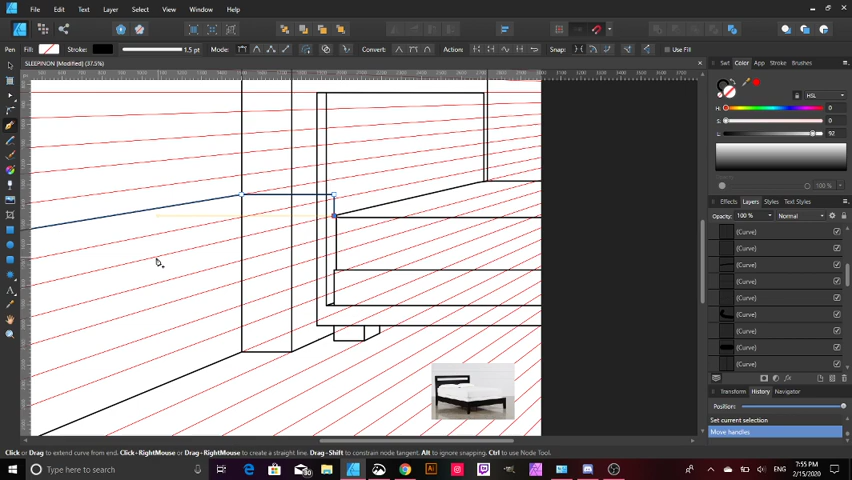 File Edit Text Layer Select View Window Help
Pen Fill: Stroke: 1.5 pt Mode: Convert: Action: Snap: Use Fill
SLEEPINON [Modified] (37.5%)
Set Color App Stroke Brushes
HSL
H: 0
S: 0
L: 92
100 %
Effects Layers Styles Text Styles
Opacity: 100 % Normal
(Curve)
(Curve)
(Curve)
(Curve)
(Curve)
(Curve)
(Curve)
(Curve)
(Curve)
Transform History Navigator
Position:
Set current selection
Move handles
Click or Drag to extend curve from end. Click+RightMouse or Drag+RightMouse to create a straight line. Drag+Shift to constrain node tangent. Alt to ignore snapping. Ctrl to use Node Tool.
Type here to search
ENG
7:55 PM
2/15/2020